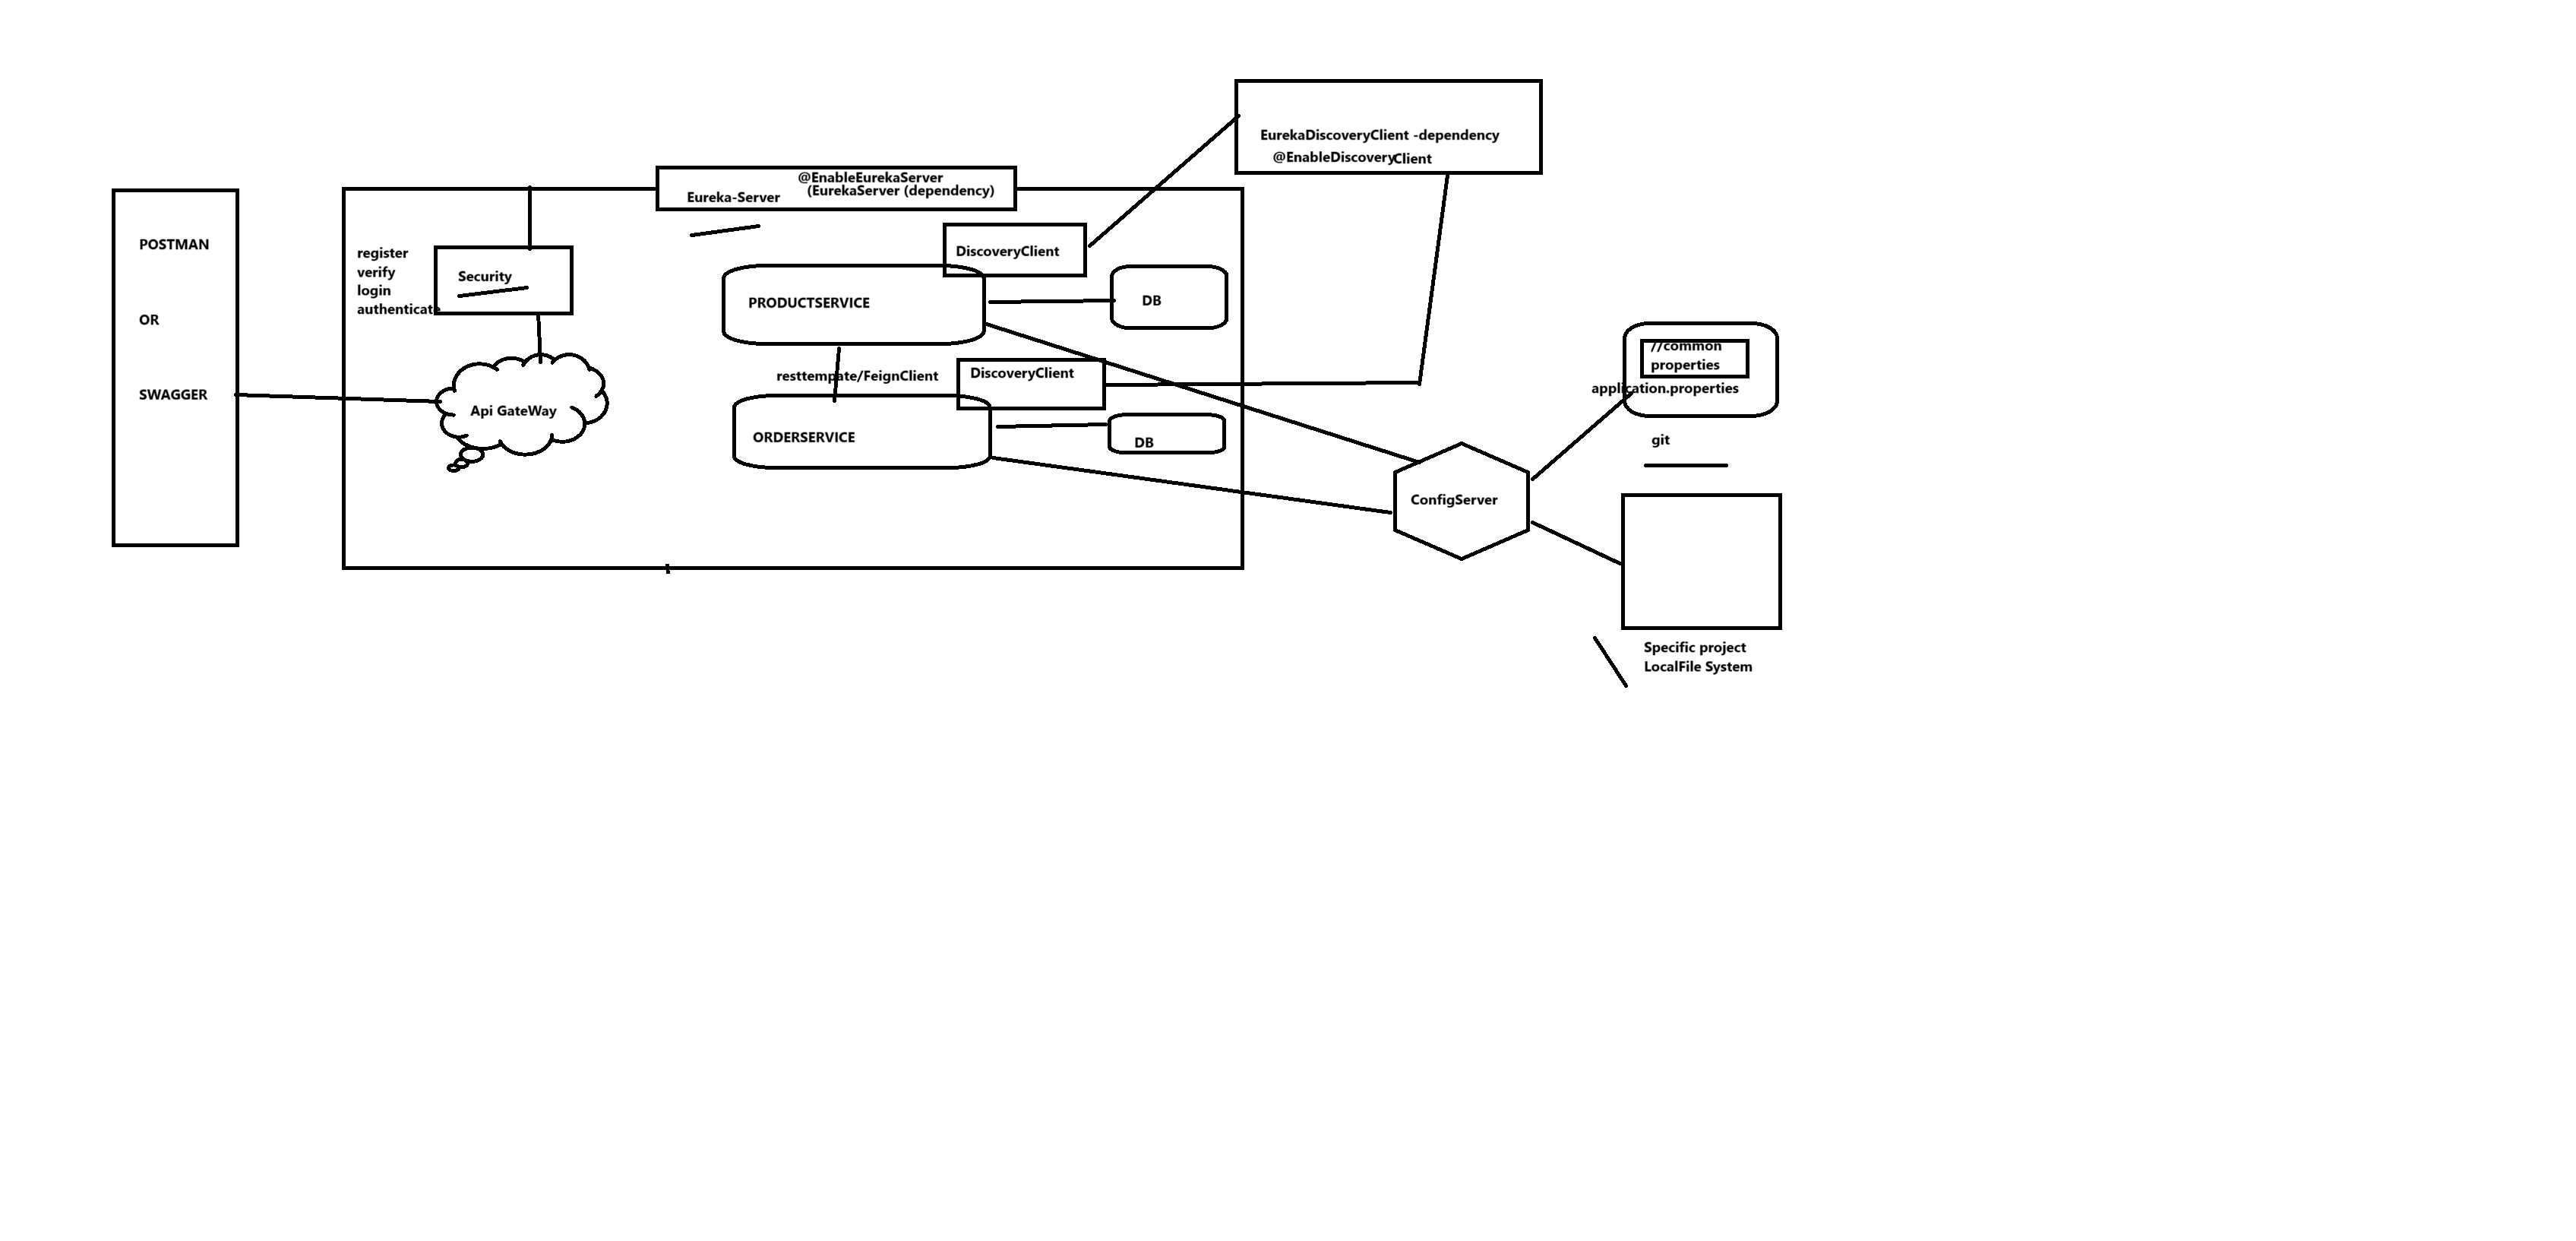 POSTMAN
OR
SWAGGER
register
verify
login
authenticate
Security
Api GateWay
Eureka-Server
@EnableEurekaServer
(EurekaServer (dependency)
DiscoveryClient
PRODUCTSERVICE
DB
resttempate/FeignClient
DiscoveryClient
ORDERSERVICE
DB
EurekaDiscoveryClient -dependency
@EnableDiscoveryClient
ConfigServer
//common
properties
application.properties
git
Specific project
LocalFile System